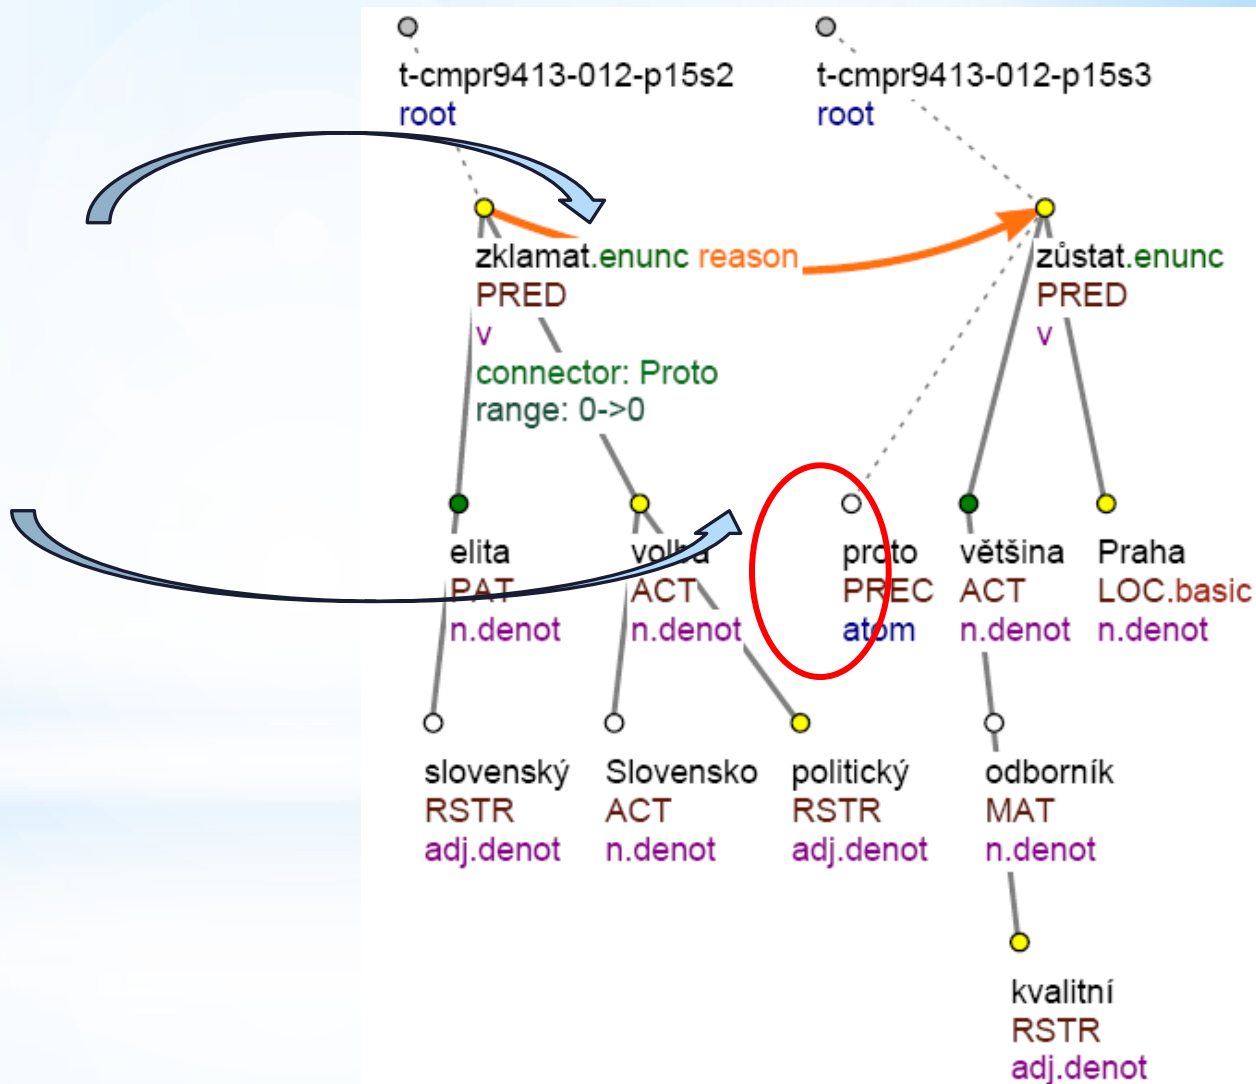 t-cmpr9413-012-p15s2
root
t-cmpr9413-012-p15s3
root
zklamat.enunc reason
PRED
v
connector: Proto
range: 0->0
zůstat.enunc
PRED
v
elita
PAT
n.denot
volba
ACT
n.denot
proto
PREC
atom
většina
ACT
n.denot
Praha
LOC.basic
n.denot
slovenský
RSTR
adj.denot
Slovensko
ACT
n.denot
politický
RSTR
adj.denot
odborník
MAT
n.denot
kvalitní
RSTR
adj.denot